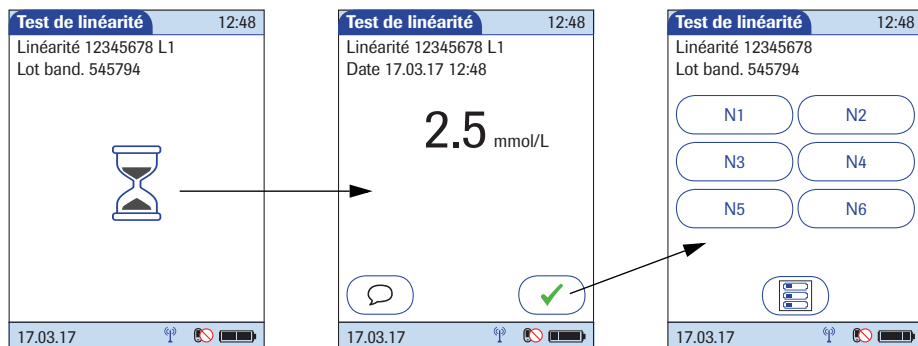 Test de linéarité 12:48
Linéarité 12345678 L1
Lot band. 545794
17.03.17
Test de linéarité 12:48
Linéarité 12345678 L1
Date 17.03.17 12:48
2.5 mmol/L
17.03.17
Test de linéarité 12:48
Linéarité 12345678
Lot band. 545794
N1 N2
N3 N4
N5 N6
17.03.17